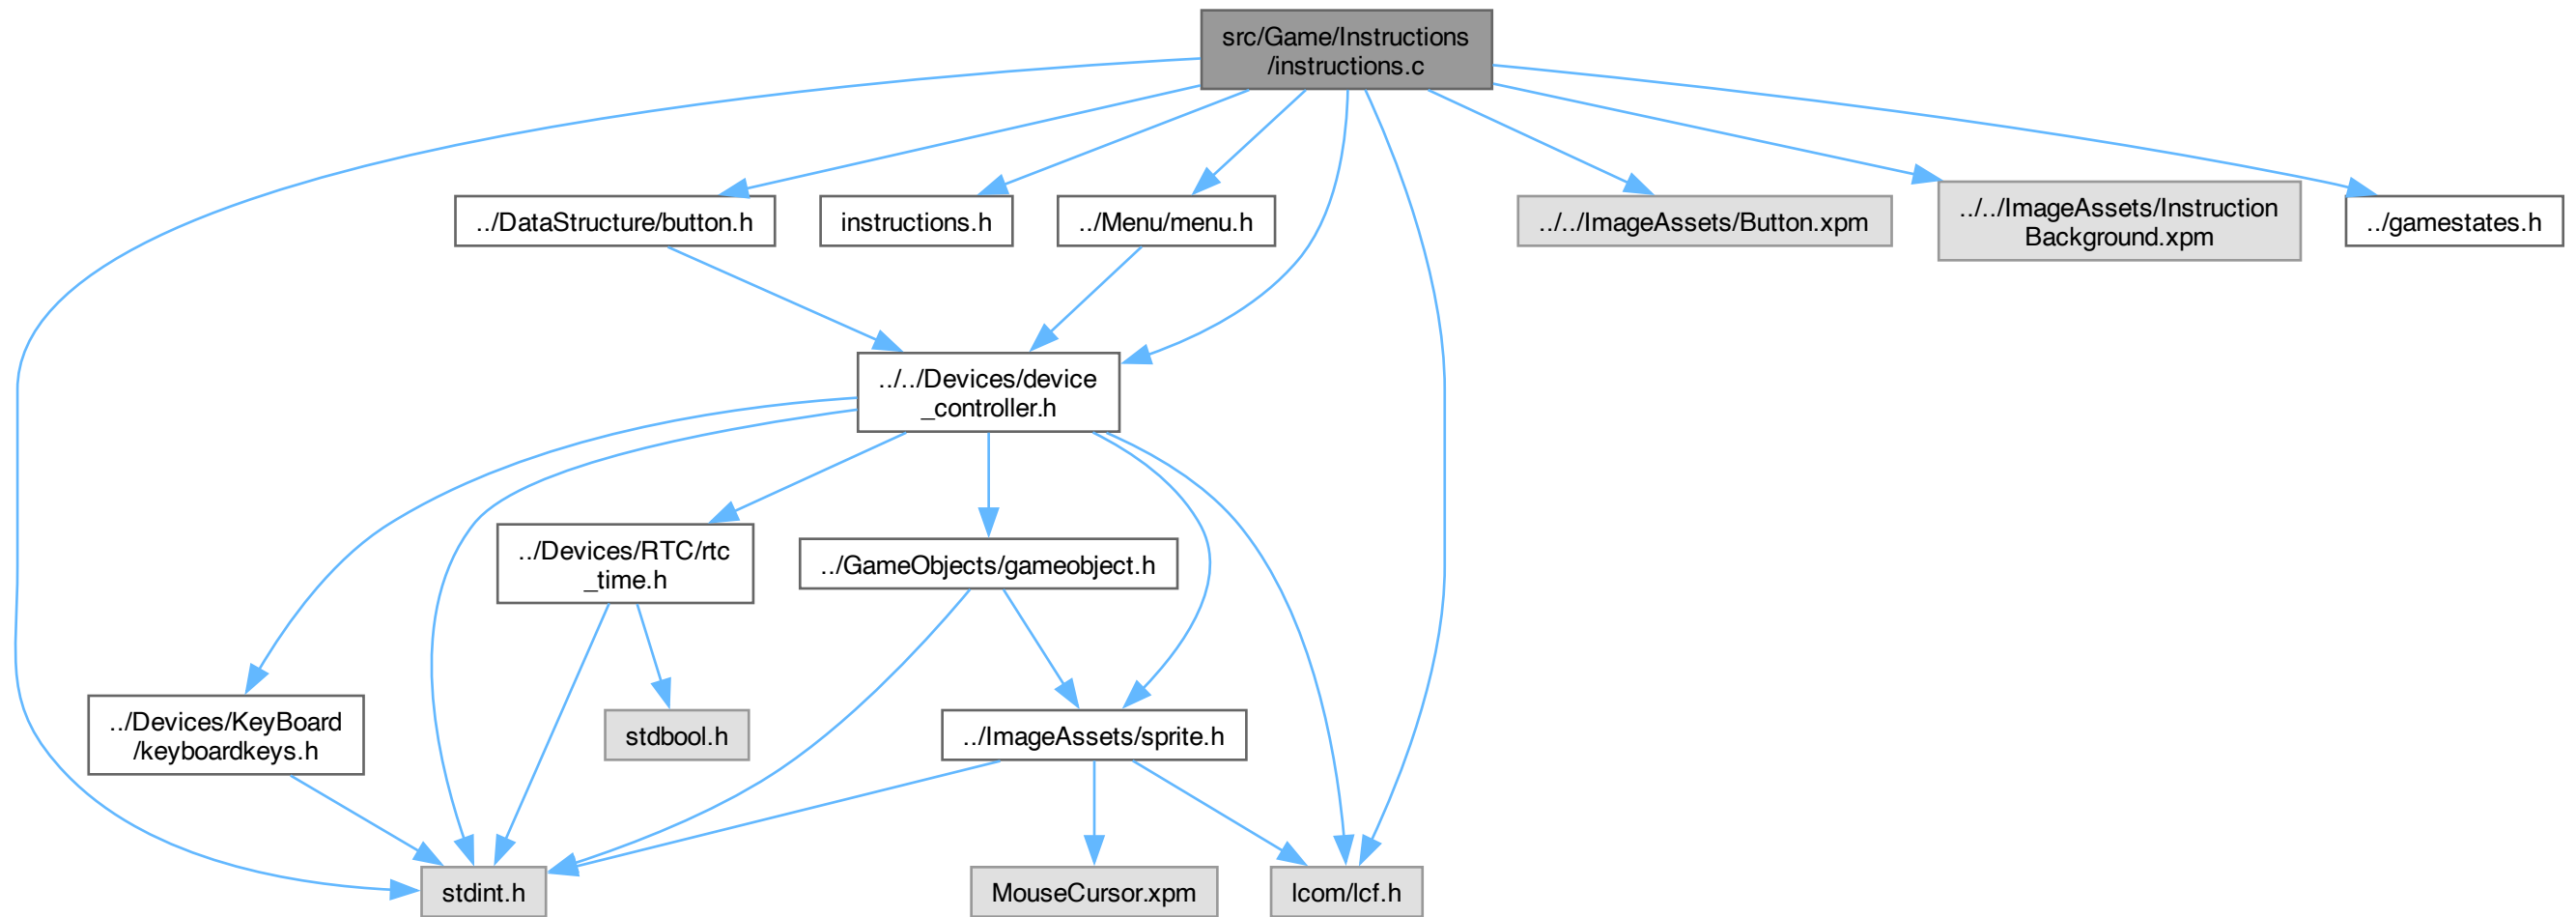 src/Game/Instructions
/instructions.c
../DataStructure/button.h
instructions.h
../Menu/menu.h
../../ImageAssets/Button.xpm
../../ImageAssets/Instruction
Background.xpm
../gamestates.h
../../Devices/device
_controller.h
../Devices/RTC/rtc
_time.h
../GameObjects/gameobject.h
../Devices/KeyBoard
/keyboardkeys.h
stdbool.h
../ImageAssets/sprite.h
stdint.h
MouseCursor.xpm
lcom/lcf.h